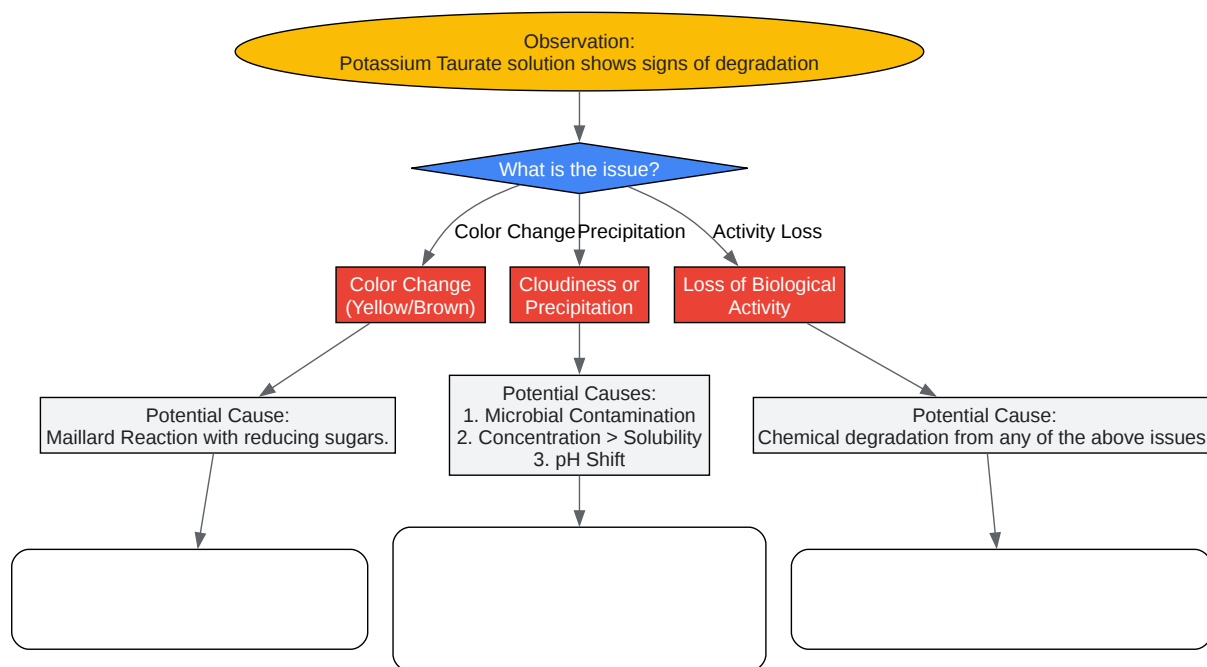 Observation:
Potassium Taurate solution shows signs of degradation
What is the issue?
Color Change
Precipitation
Activity Loss
Color Change
(Yellow/Brown)
Cloudiness or
Precipitation
Loss of Biological
Activity
Potential Cause:
Maillard Reaction with reducing sugars.
Potential Causes:
1. Microbial Contamination
2. Concentration > Solubility
3. pH Shift
Potential Cause:
Chemical degradation from any of the above issues.